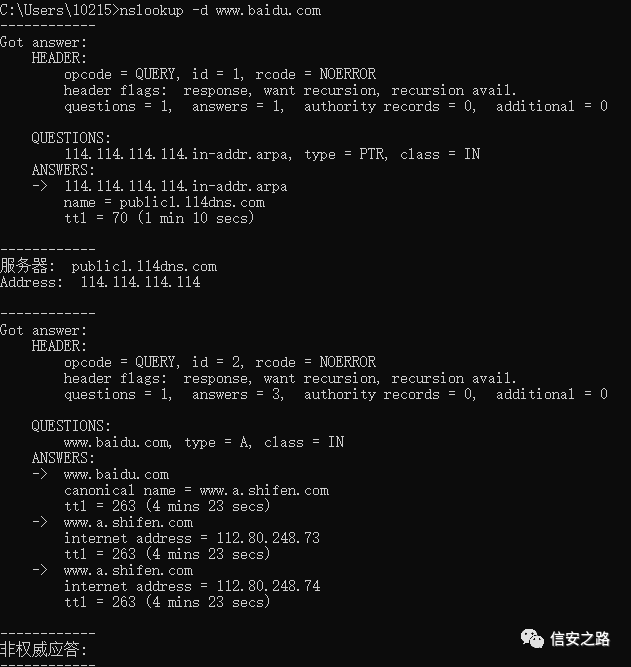 C:\Users\10215>nslookup -d www.baidu.com
------------
Got answer:
    HEADER:
        opcode = QUERY, id = 1, rcode = NOERROR
        header flags:  response, want recursion, recursion avail.
        questions = 1,  answers = 1,  authority records = 0,  additional = 0

    QUESTIONS:
        114.114.114.114.in-addr.arpa, type = PTR, class = IN
    ANSWERS:
    ->  114.114.114.114.in-addr.arpa
        name = public1.114dns.com
        ttl = 70 (1 min 10 secs)

------------
服务器:  public1.114dns.com
Address:  114.114.114.114

------------
Got answer:
    HEADER:
        opcode = QUERY, id = 2, rcode = NOERROR
        header flags:  response, want recursion, recursion avail.
        questions = 1,  answers = 3,  authority records = 0,  additional = 0

    QUESTIONS:
        www.baidu.com, type = A, class = IN
    ANSWERS:
    ->  www.baidu.com
        canonical name = www.a.shifen.com
        ttl = 263 (4 mins 23 secs)
    ->  www.a.shifen.com
        internet address = 112.80.248.73
        ttl = 263 (4 mins 23 secs)
    ->  www.a.shifen.com
        internet address = 112.80.248.74
        ttl = 263 (4 mins 23 secs)

------------
非权威应答:
------------
信安之路